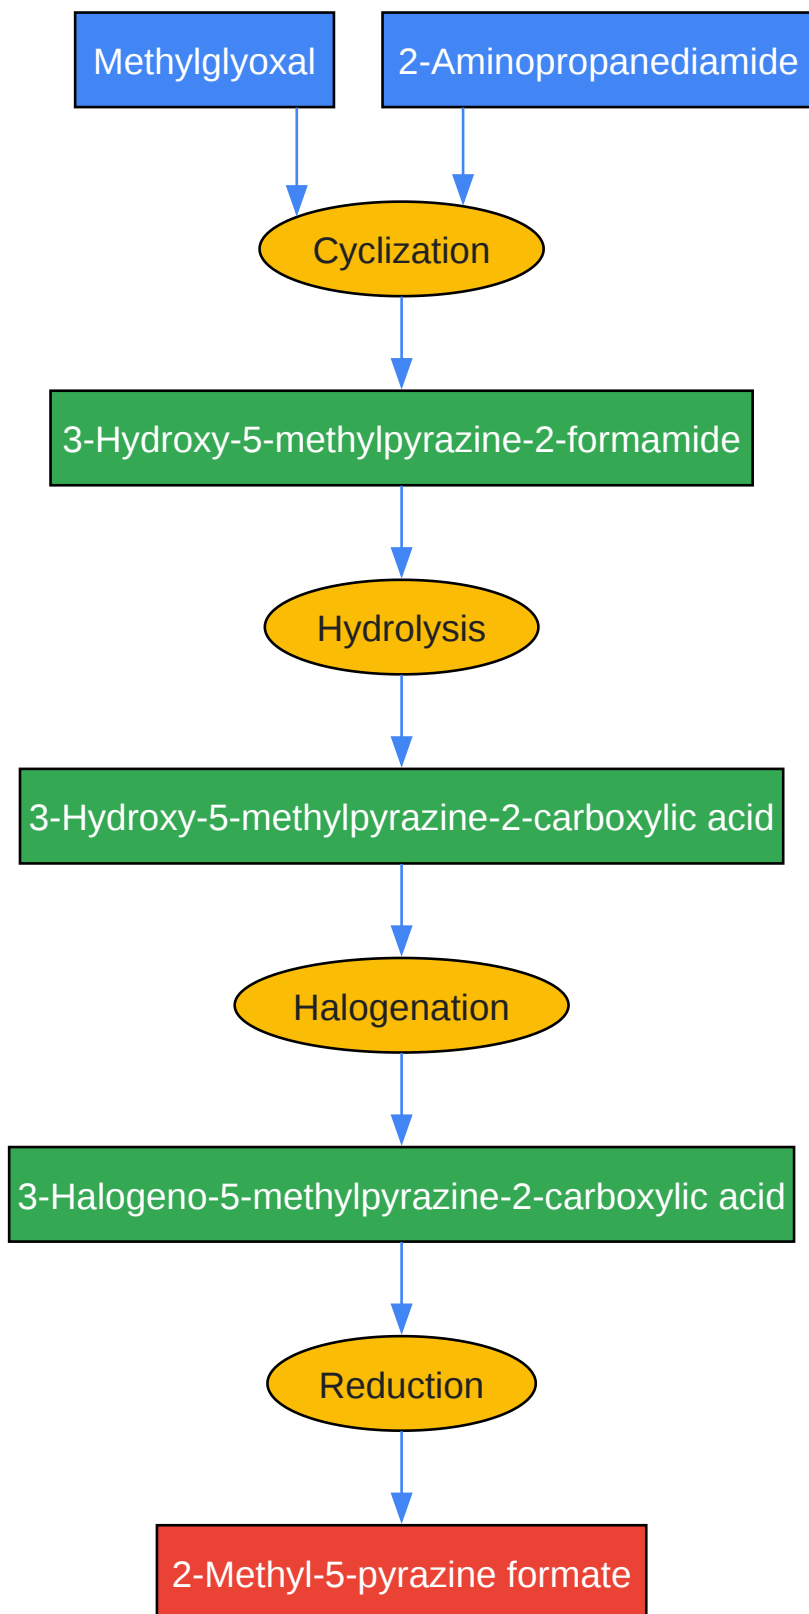 Methylglyoxal
2-Aminopropanediamide
Cyclization
3-Hydroxy-5-methylpyrazine-2-formamide
Hydrolysis
3-Hydroxy-5-methylpyrazine-2-carboxylic acid
Halogenation
3-Halogeno-5-methylpyrazine-2-carboxylic acid
Reduction
2-Methyl-5-pyrazine formate